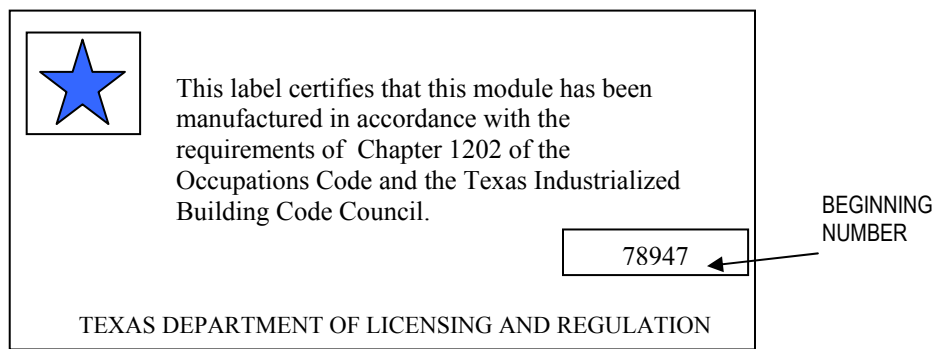 This label certifies that this module has been
manufactured in accordance with the
requirements of Chapter 1202 of the
Occupations Code and the Texas Industrialized
Building Code Council.
BEGINNING
NUMBER
78947
TEXAS DEPARTMENT OF LICENSING AND REGULATION